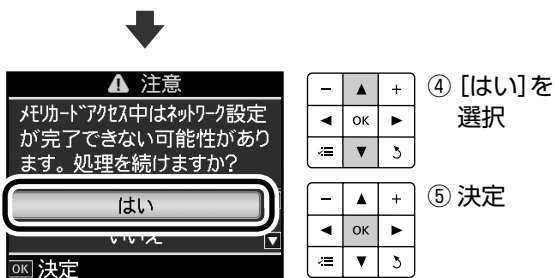 注意
ﾒﾓﾘｶｰﾄﾞｱｸｾｽ中はﾈｯﾄﾜｰｸ設定
が完了できない可能性があり
ます。処理を続けますか?
はい
いいえ
OK 決定
− +
OK
④ [はい]を
選択
− +
OK
⑤ 決定